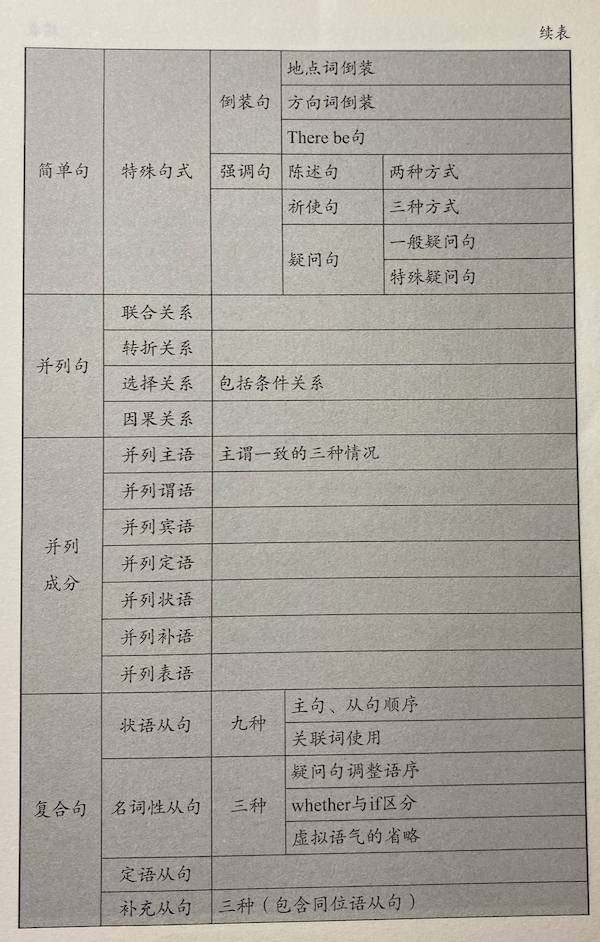 续表
地点词倒装
倒装句
方向词倒装
There be句
简单句 特殊句式 强调句 陈述句 两种方式
祈使句 三种方式
一般疑问句
疑问句
特殊疑问句
联合关系
转折关系
并列句
选择关系 包括条件关系
因果关系
并列主语 主谓一致的三种情况
并列谓语
并列宾语
并列
并列定语
成分
并列状语
并列补语
并列表语
主句、从句顺序
状语从句 九种
关联词使用
疑问句调整语序
复合句 名词性从句 三种 whether与if区分
虚拟语气的省略
定语从句
补充从句 三种（包含同位语从句）